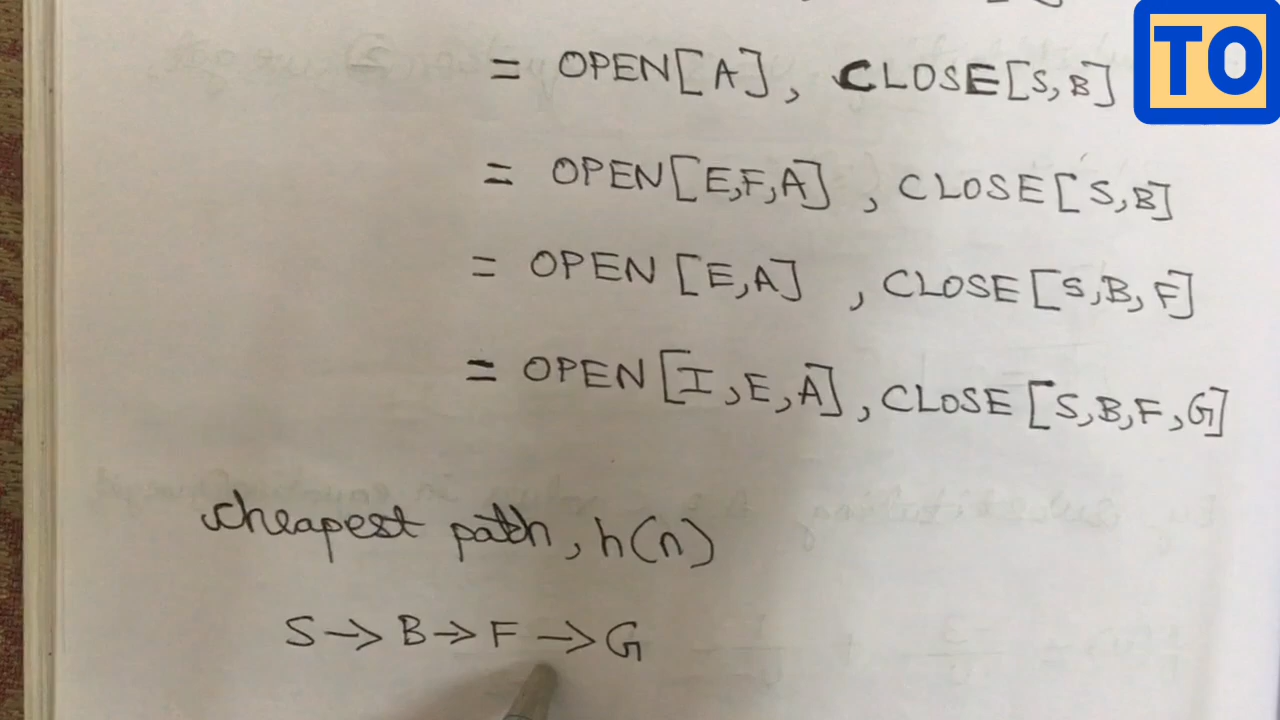 TO
= OPEN[A], CLOSE[S,B]
= OPEN[E,F,A], CLOSE[S,B]
= OPEN[E,A], CLOSE[S,B,F]
= OPEN[I,E,A], CLOSE[S,B,F,G]
cheapest path, h(n)
S→B→F→G